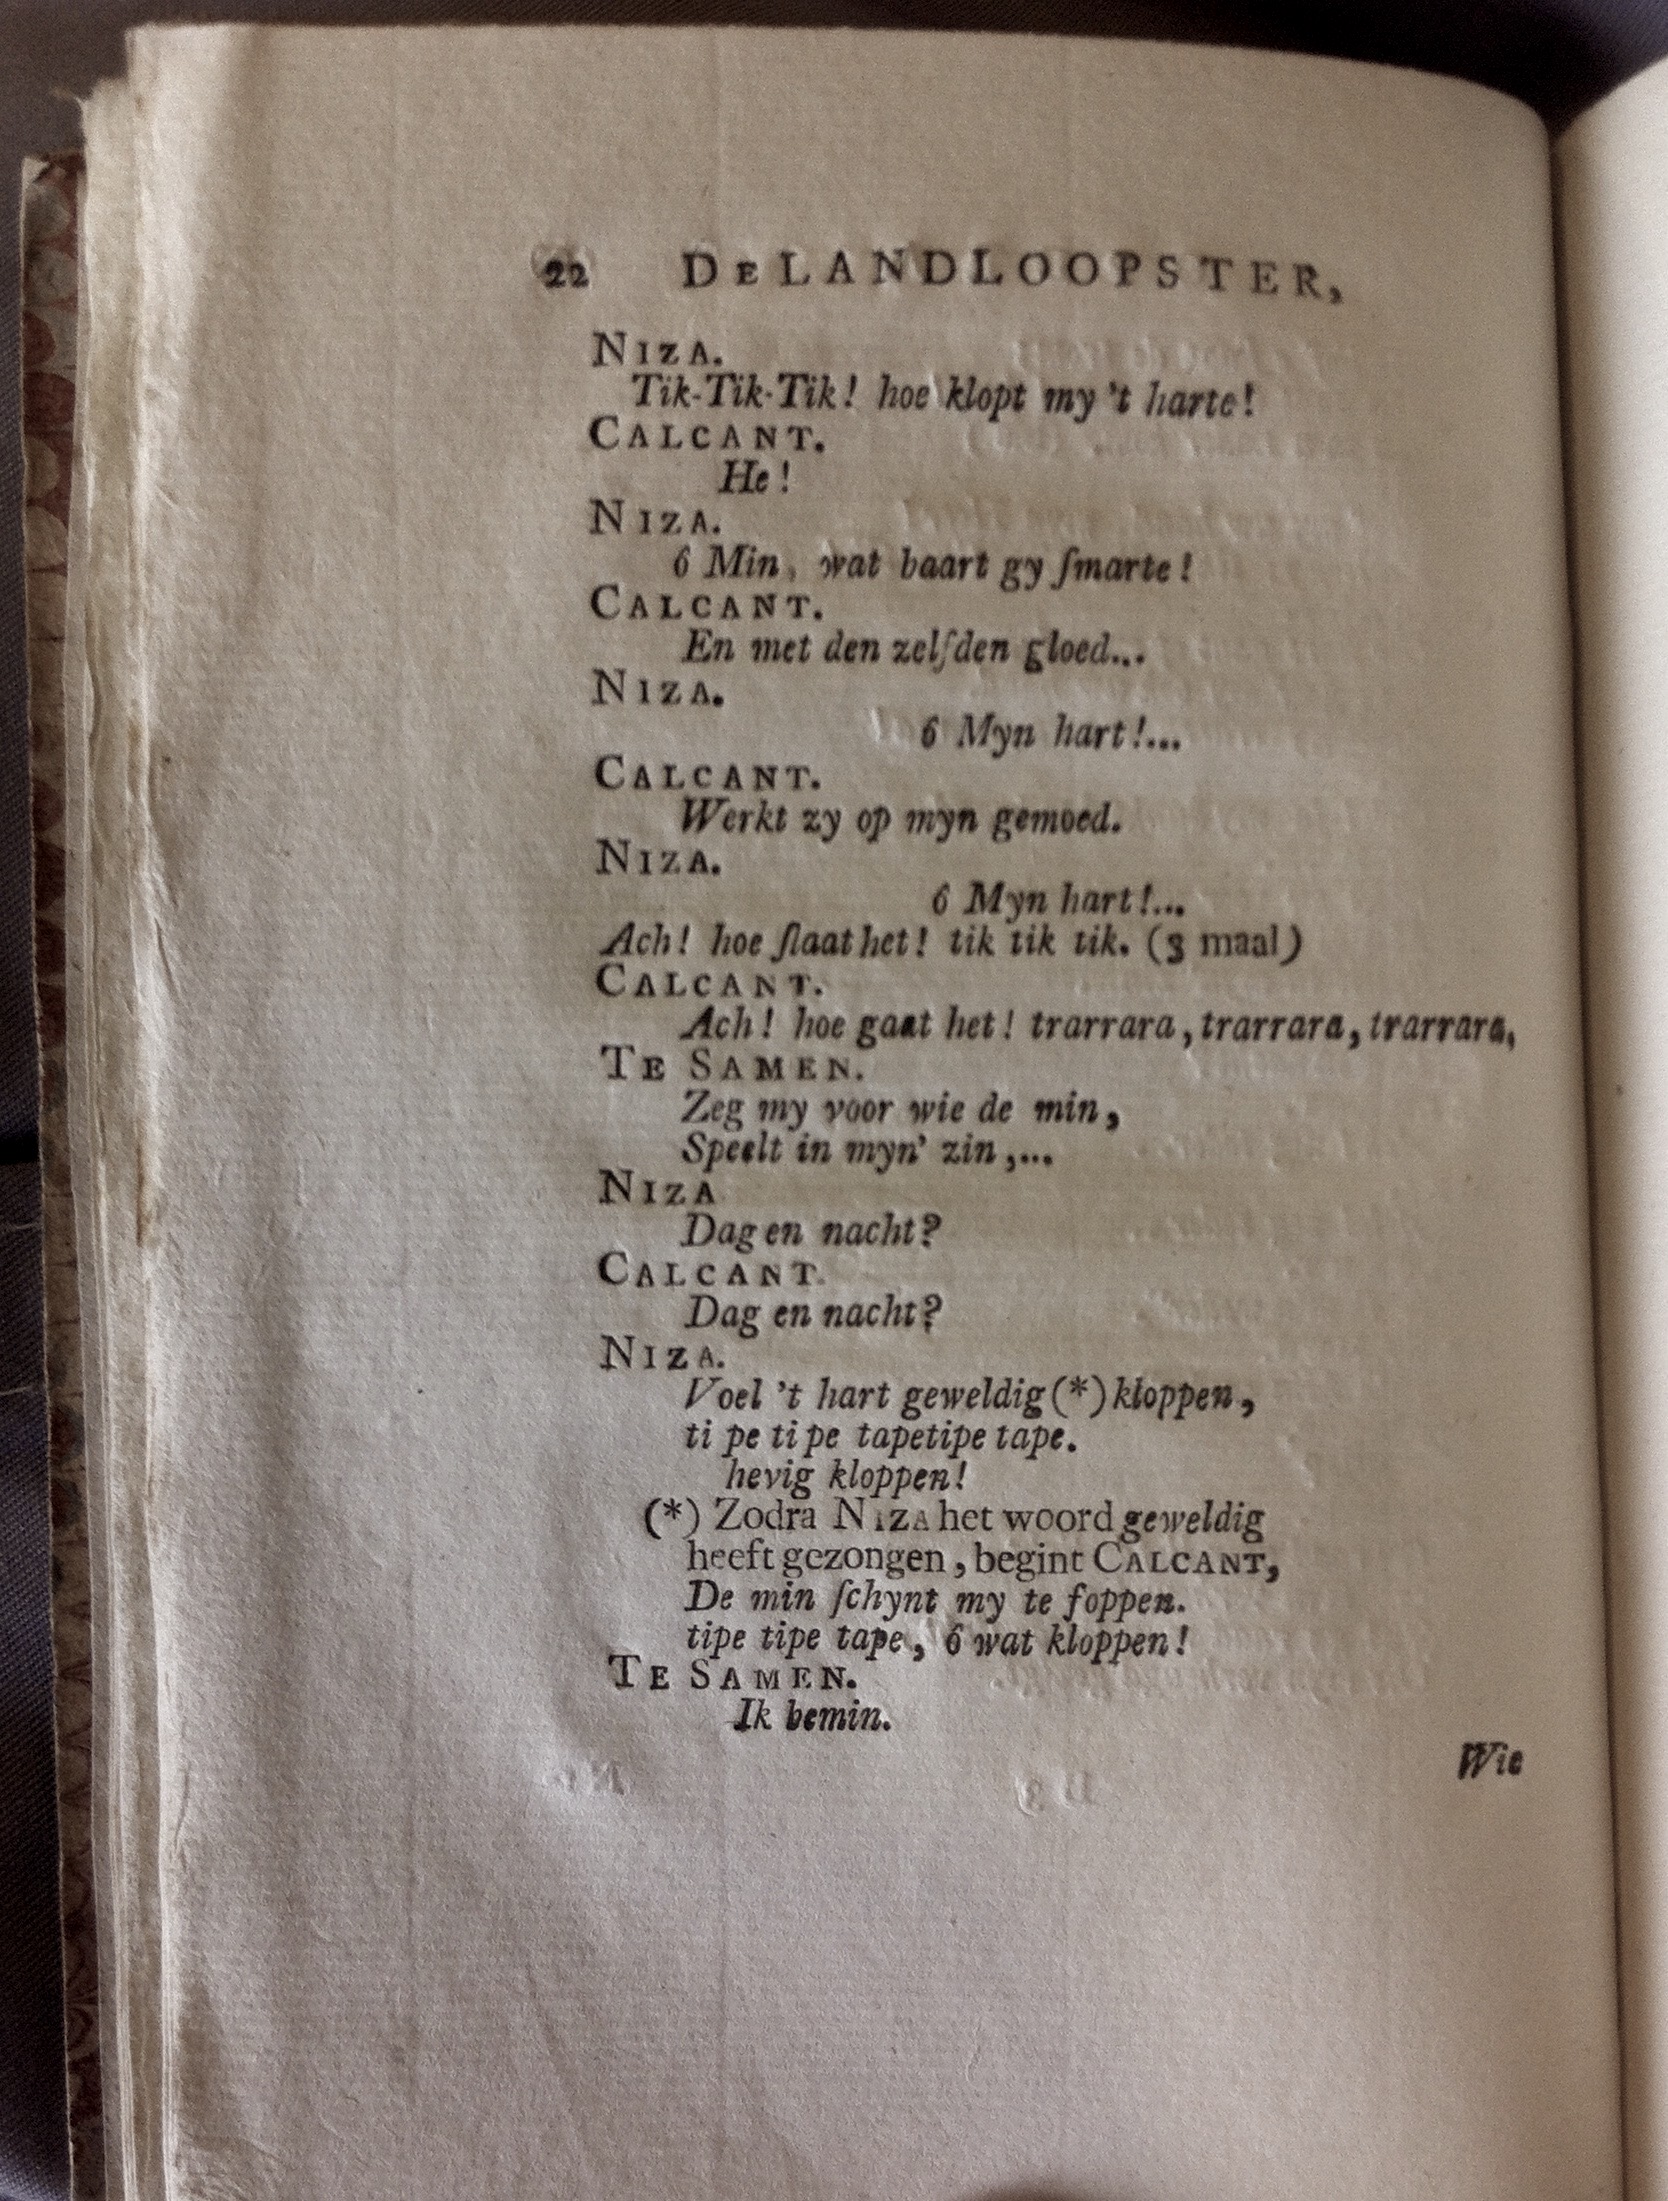 22 DE LANDLOOPSTER,
NIZA.
Tik-Tik-Tik! hoe klopt my 't harte!
CALCANT.
He!
NIZA.
ô Min, wat baart gy ſmarte!
CALCANT.
En met den zelſden gloed...
NIZA.
ô Myn hart!...
CALCANT.
Werkt zy op myn gemoed.
NIZA.
ô Myn hart!...
Ach! hoe ſlaat het! tik tik tik. (3 maal)
CALCANT.
Ach! hoe gaat het! trarrara, trarrara, trarrara,
TE SAMEN.
Zeg my voor wie de min,
Speelt in myn' zin,...
NIZA
Dag en nacht?
CALCANT.
Dag en nacht?
NIZA.
Voel 't hart geweldig (*) kloppen,
ti pe ti pe tapetipe tape.
hevig kloppen!
(*) Zodra NIZA het woord geweldig
heeft gezongen, begint CALCANT,
De min ſchynt my te foppen.
tipe tipe tape, ô wat kloppen!
TE SAMEN.
Ik bemin.
Wie